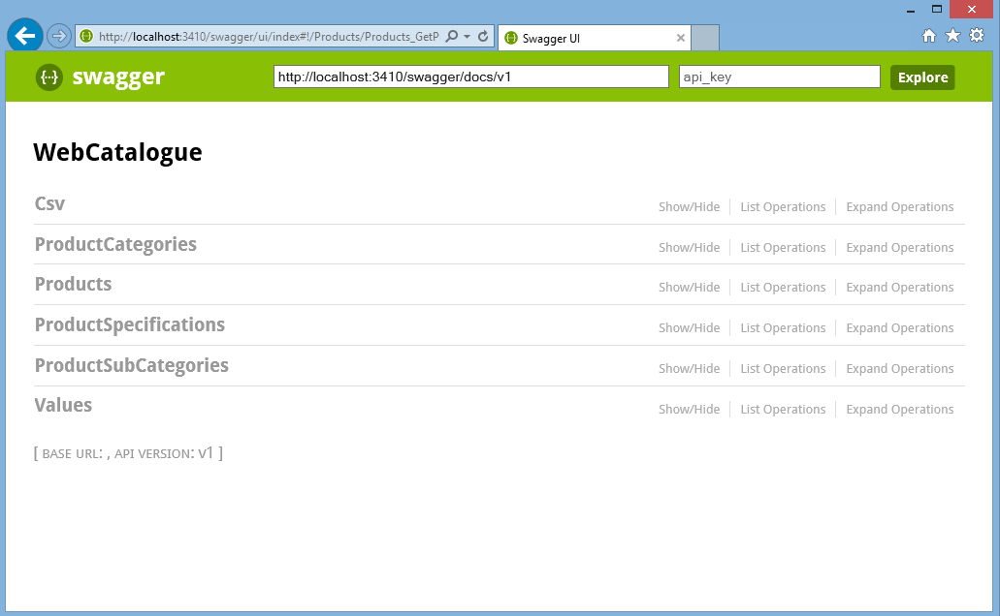 http://localhost:3410/swagger/ui/index#!/Products/Products_GetP
Swagger UI
{···} swagger
http://localhost:3410/swagger/docs/v1
api_key
Explore
WebCatalogue
Csv Show/Hide List Operations Expand Operations
ProductCategories Show/Hide List Operations Expand Operations
Products Show/Hide List Operations Expand Operations
ProductSpecifications Show/Hide List Operations Expand Operations
ProductSubCategories Show/Hide List Operations Expand Operations
Values Show/Hide List Operations Expand Operations
[ BASE URL: , API VERSION: V1 ]